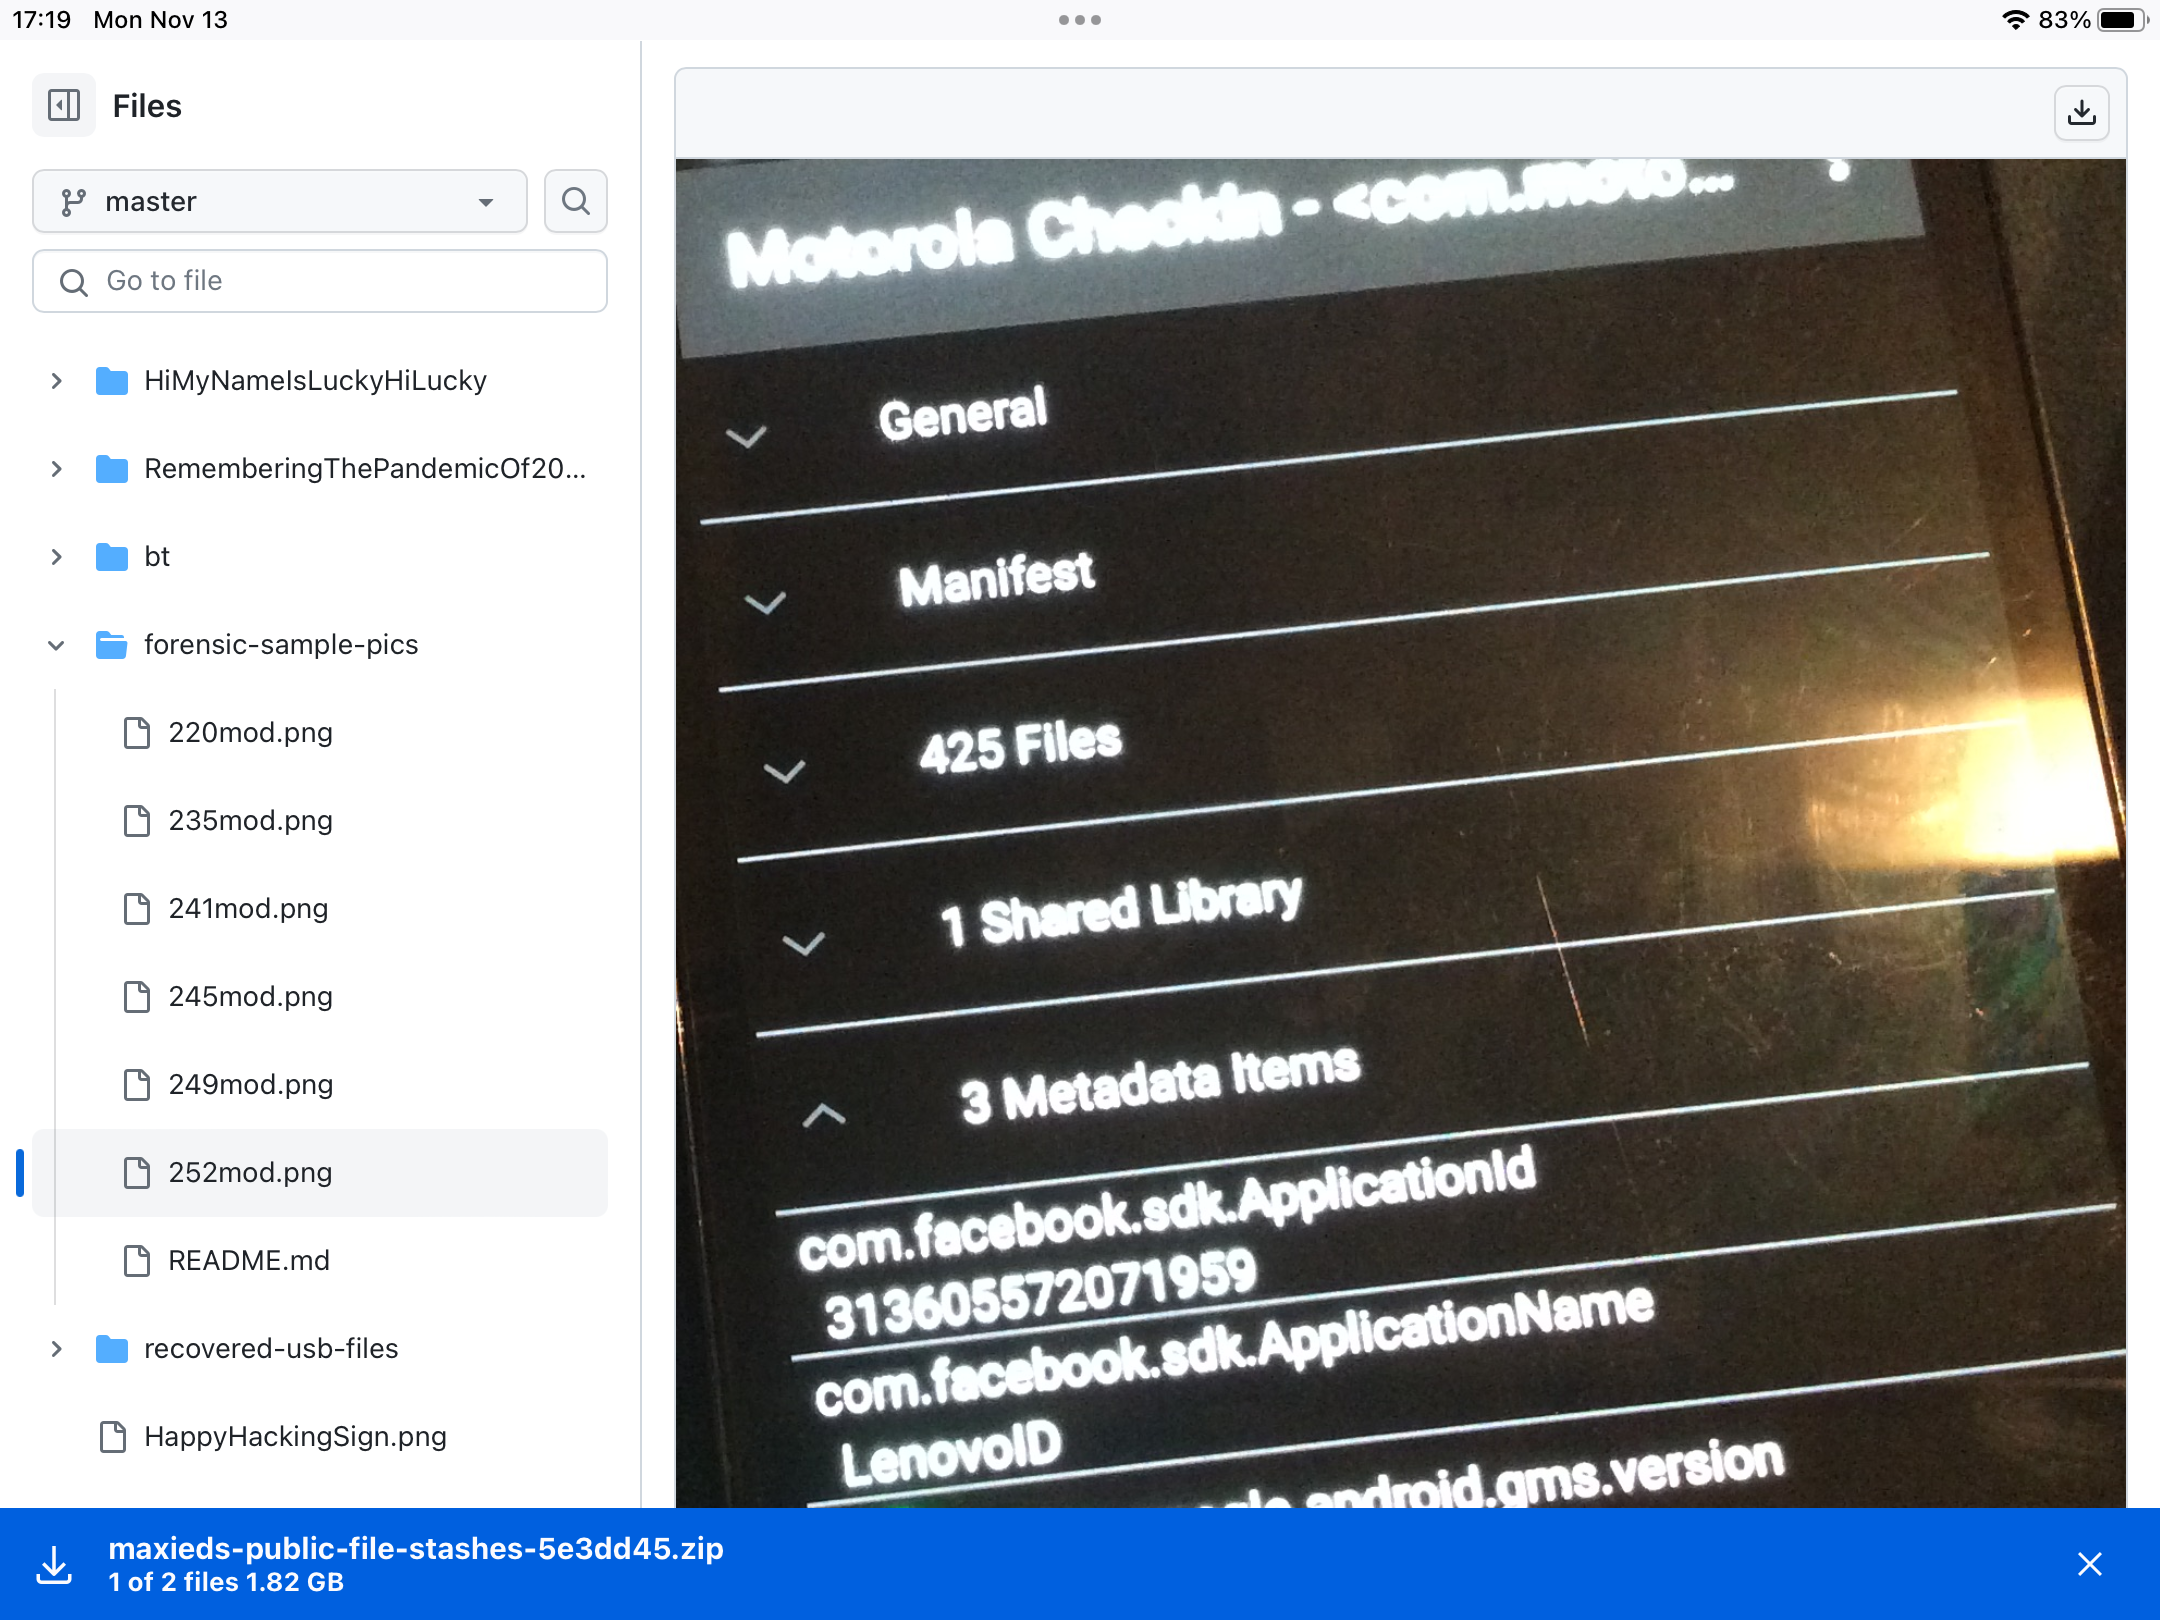 17:19 Mon Nov 13
83%
Files
master
Go to file
HiMyNameIsLuckyHiLucky
RememberingThePandemicOf20...
bt
forensic-sample-pics
220mod.png
235mod.png
241mod.png
245mod.png
249mod.png
252mod.png
README.md
recovered-usb-files
HappyHackingSign.png
Motorola Checkin - <com.moto...
General
Manifest
425 Files
1 Shared Library
3 Metadata Items
com.facebook.sdk.ApplicationId
313605572071959
com.facebook.sdk.ApplicationName
LenovoID
android.gms.version
maxieds-public-file-stashes-5e3dd45.zip
1 of 2 files 1.82 GB